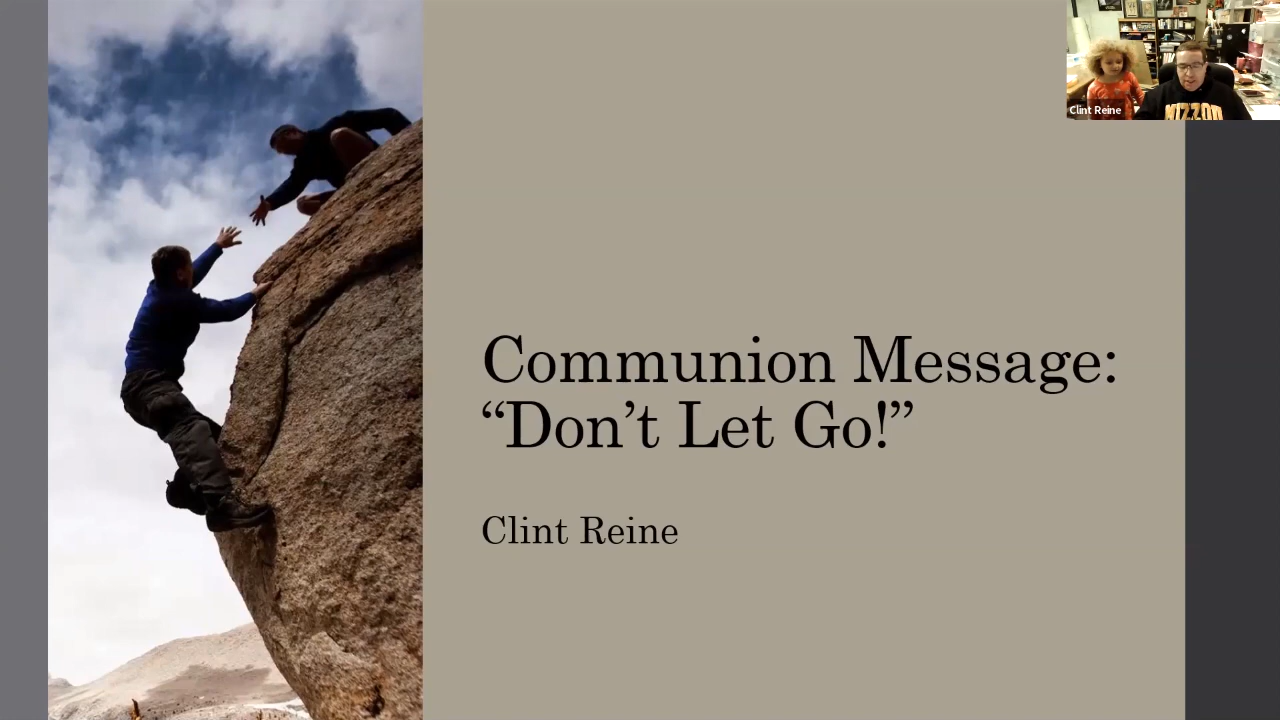 Clint Reine
MIZZOU
Communion Message:
“Don’t Let Go!”
Clint Reine